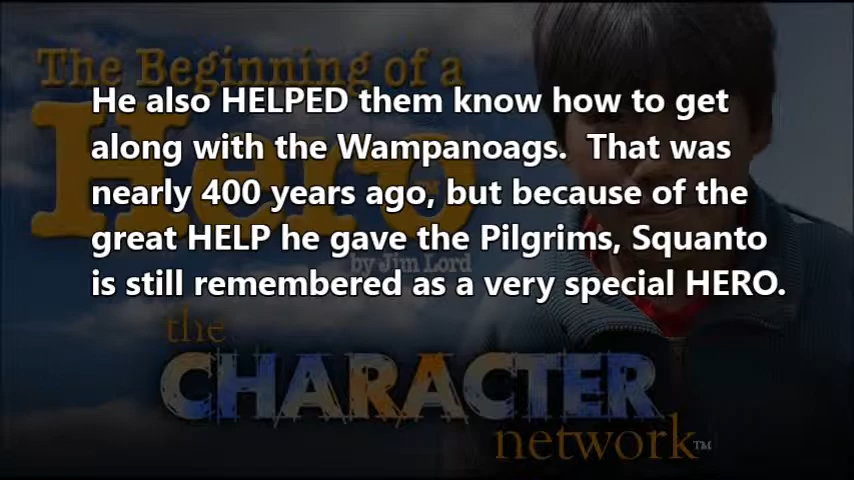 The Beginning of a
Hero
by Jim Lord
He also HELPED them know how to get
along with the Wampanoags.  That was
nearly 400 years ago, but because of the
great HELP he gave the Pilgrims, Squanto
is still remembered as a very special HERO.
the
CHARACTER
network™